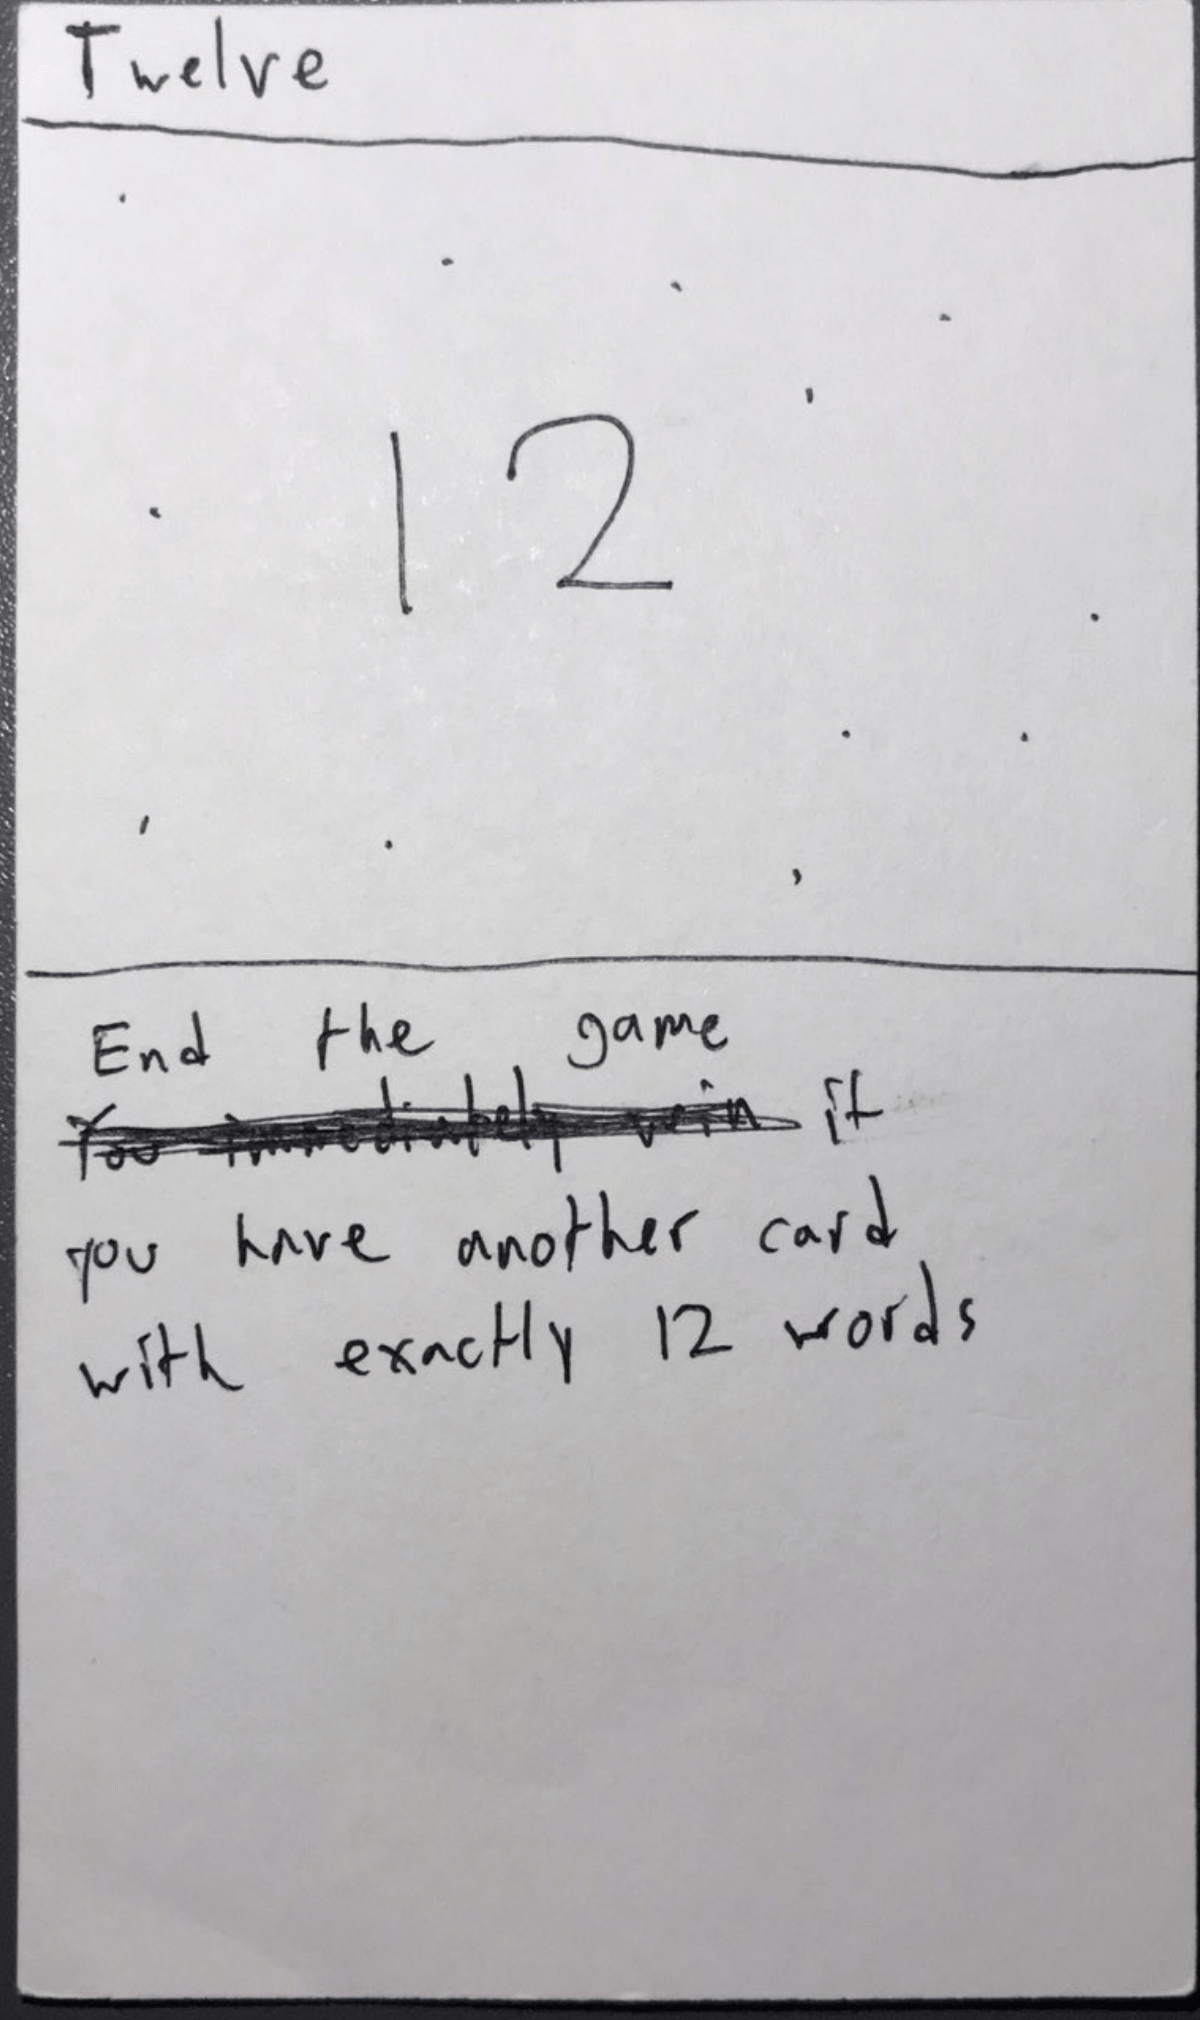 Twelve
12
End the game
You immediately win if
you have another card
with exactly 12 words